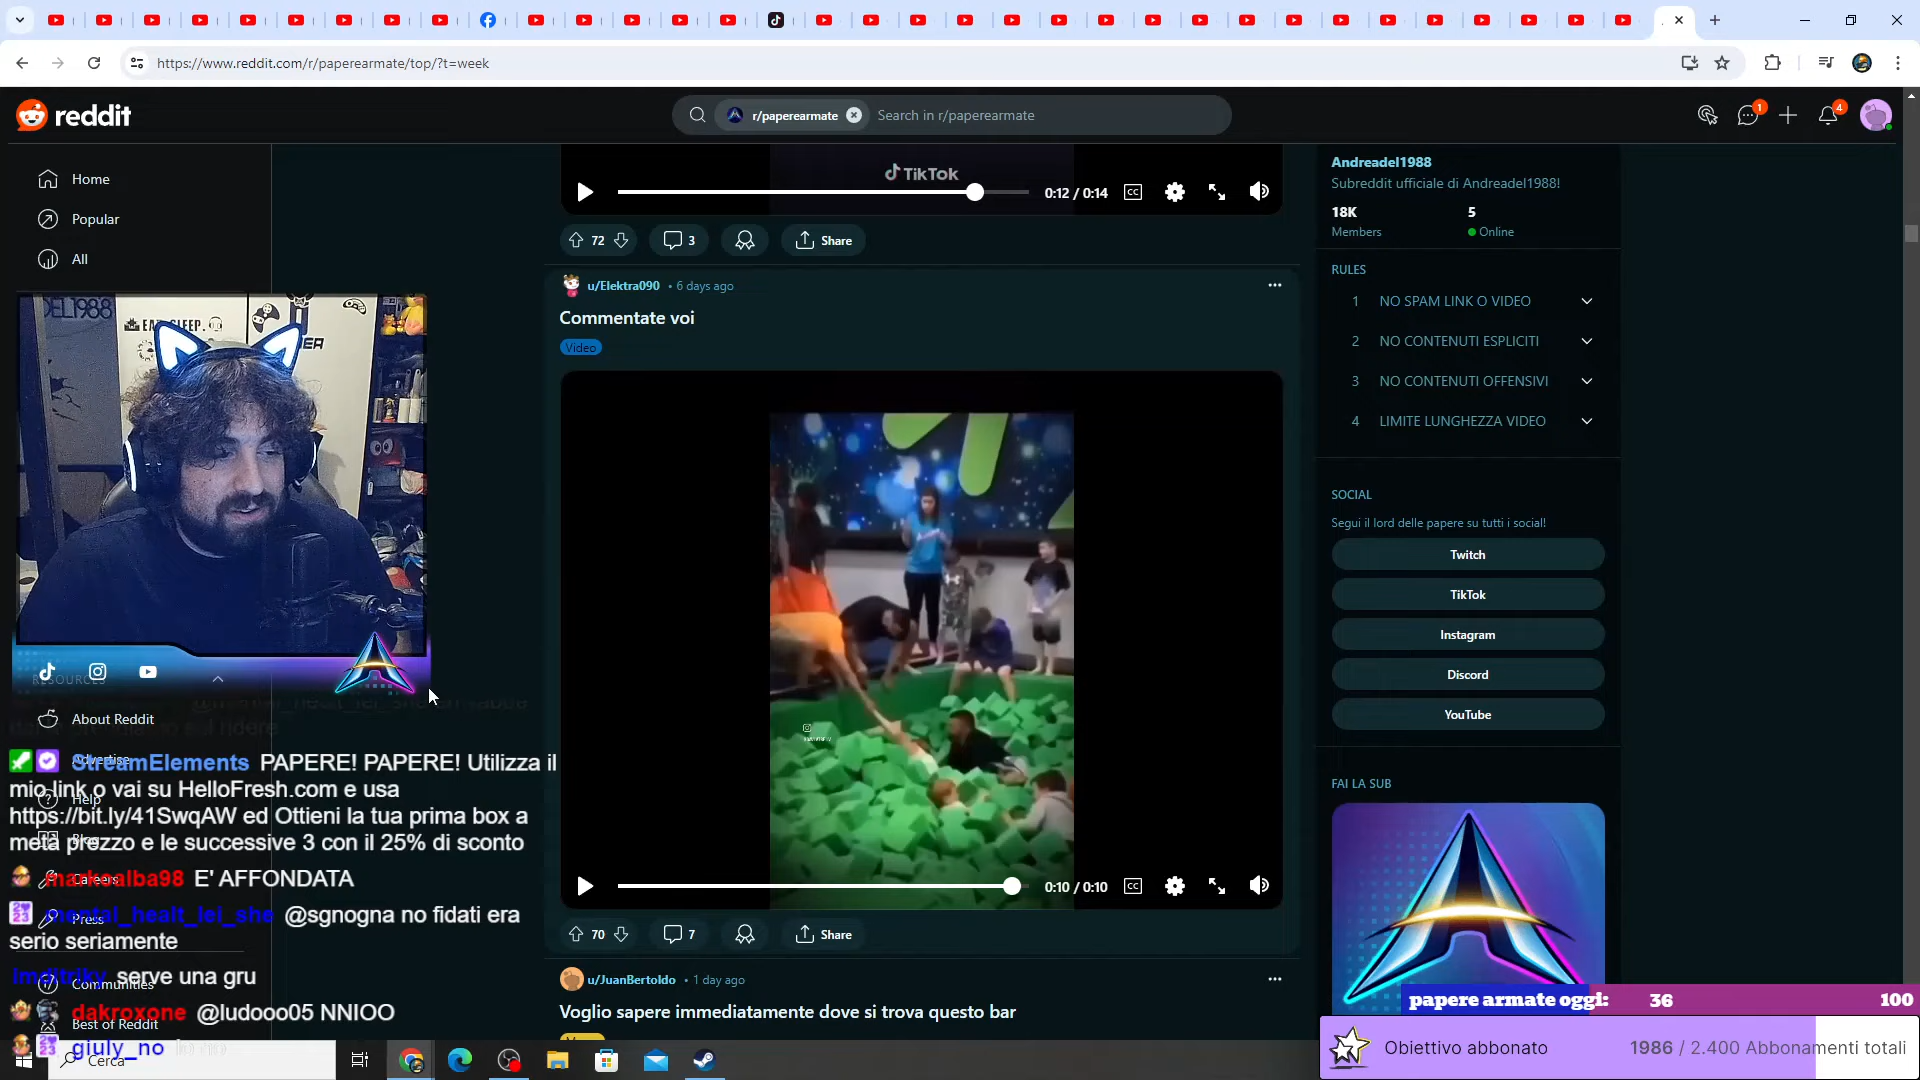 https://www.reddit.com/r/paperearmate/top/?t=week
reddit
r/paperearmate
Search in r/paperearmate
1
4
Home
Popular
All
DEL1988
RESOURCES
About Reddit
Advertise
Help
Blog
Careers
Press
Communities
Best of Reddit
StreamElements PAPERE! PAPERE! Utilizza il
mio link o vai su HelloFresh.com e usa
https://bit.ly/41SwqAW ed Ottieni la tua prima box a
metà prezzo e le successive 3 con il 25% di sconto
markoalba98 E' AFFONDATA
mental_healt_lei_she @sgnogna no fidati era
serio seriamente
imditriky serve una gru
dakroxone @ludooo05 NNIOO
giuly_no
Cerca
TikTok
0:12 / 0:14
CC
72
3
Share
u/Elektra090 • 6 days ago
Commentate voi
Video
0:10 / 0:10
CC
70
7
Share
u/JuanBertoldo • 1 day ago
Voglio sapere immediatamente dove si trova questo bar
Andreadel1988
Subreddit ufficiale di Andreadel1988!
18K
5
Members
Online
RULES
1 NO SPAM LINK O VIDEO
2 NO CONTENUTI ESPLICITI
3 NO CONTENUTI OFFENSIVI
4 LIMITE LUNGHEZZA VIDEO
SOCIAL
Segui il lord delle papere su tutti i social!
Twitch
TikTok
Instagram
Discord
YouTube
FAI LA SUB
papere armate oggi: 36 100
Obiettivo abbonato 1986 / 2.400 Abbonamenti totali